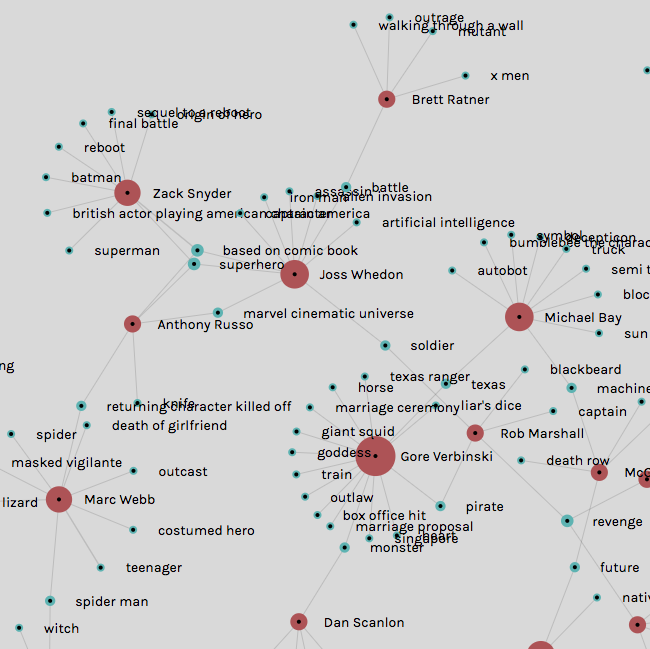 outrage
walking through a wall
mutant
x men
Brett Ratner
sequel to a reboot
origin of hero
final battle
reboot
batman
Zack Snyder
british actor playing american character
superman
iron man
assassin
battle
alien invasion
captain america
artificial intelligence
based on comic book
superhero
Joss Whedon
symbol
decepticon
bumblebee the charac
truck
autobot
semi t
bloc
Michael Bay
sun
marvel cinematic universe
Anthony Russo
soldier
ng
texas ranger
horse
texas
blackbeard
machine
knife
returning character killed off
marriage ceremony
liar's dice
captain
death of girlfriend
spider
giant squid
Rob Marshall
goddess
Gore Verbinski
masked vigilante
outcast
train
death row
McG
lizard
Marc Webb
outlaw
pirate
box office hit
revenge
costumed hero
marriage proposal
singapore
heart
monster
teenager
future
spider man
nativ
witch
Dan Scanlon